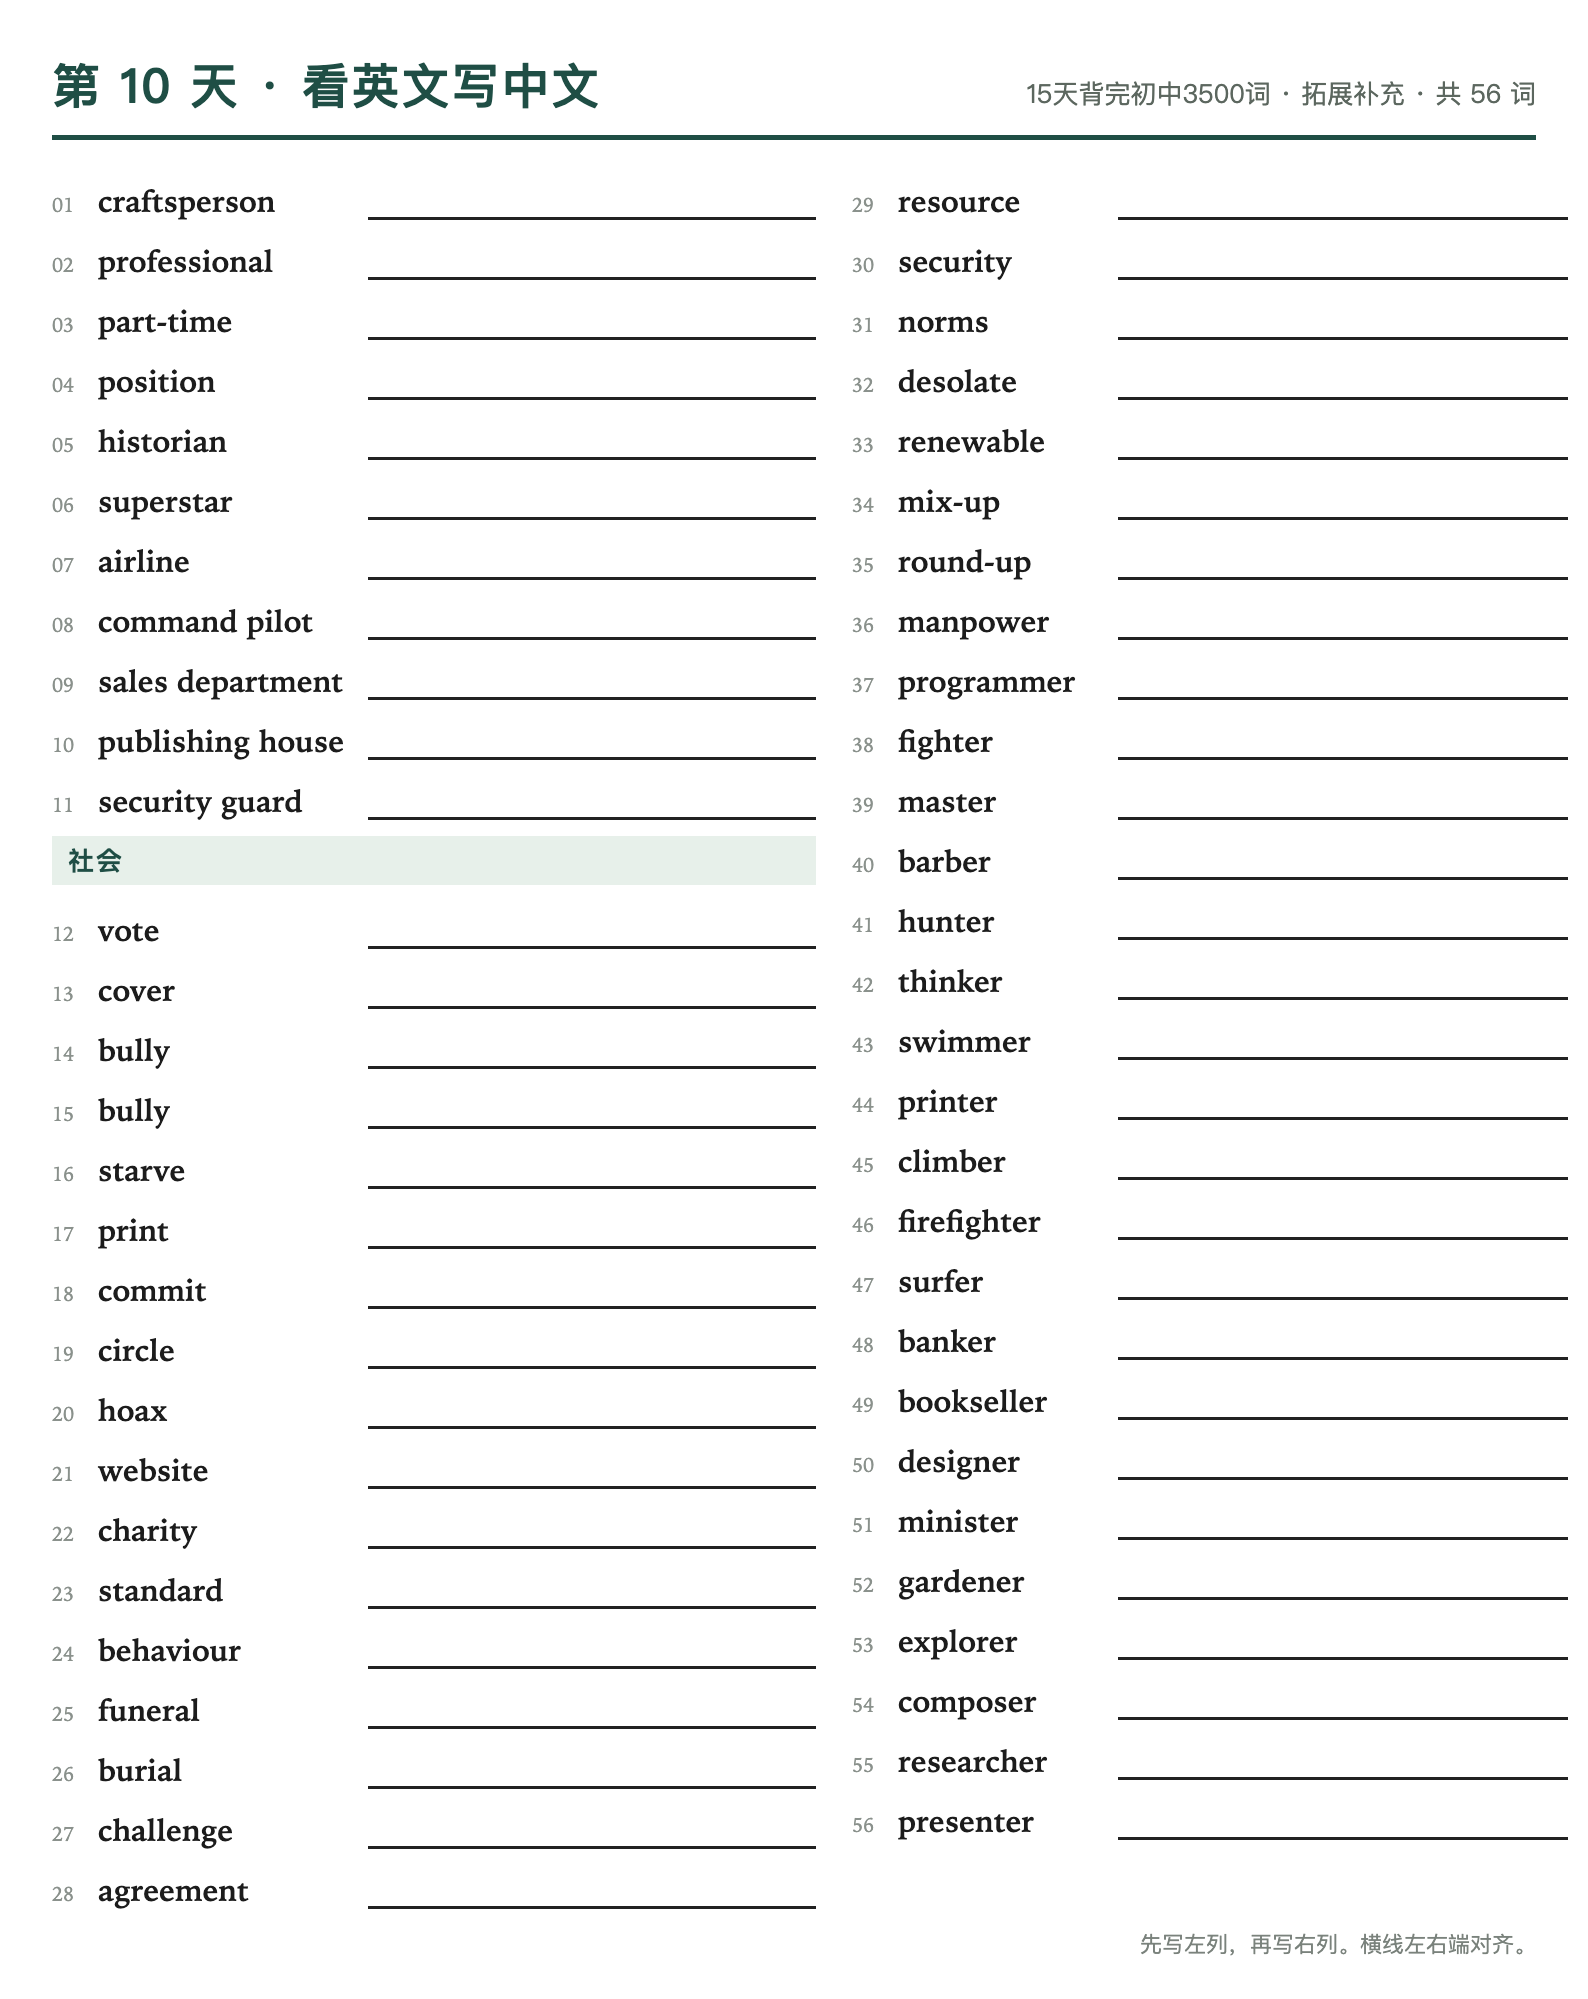 第 10 天 · 看英文写中文
15天背完初中3500词 · 拓展补充 · 共 56 词
01 craftsperson
02 professional
03 part-time
04 position
05 historian
06 superstar
07 airline
08 command pilot
09 sales department
10 publishing house
11 security guard
社会
12 vote
13 cover
14 bully
15 bully
16 starve
17 print
18 commit
19 circle
20 hoax
21 website
22 charity
23 standard
24 behaviour
25 funeral
26 burial
27 challenge
28 agreement
29 resource
30 security
31 norms
32 desolate
33 renewable
34 mix-up
35 round-up
36 manpower
37 programmer
38 fighter
39 master
40 barber
41 hunter
42 thinker
43 swimmer
44 printer
45 climber
46 firefighter
47 surfer
48 banker
49 bookseller
50 designer
51 minister
52 gardener
53 explorer
54 composer
55 researcher
56 presenter
先写左列，再写右列。横线左右端对齐。